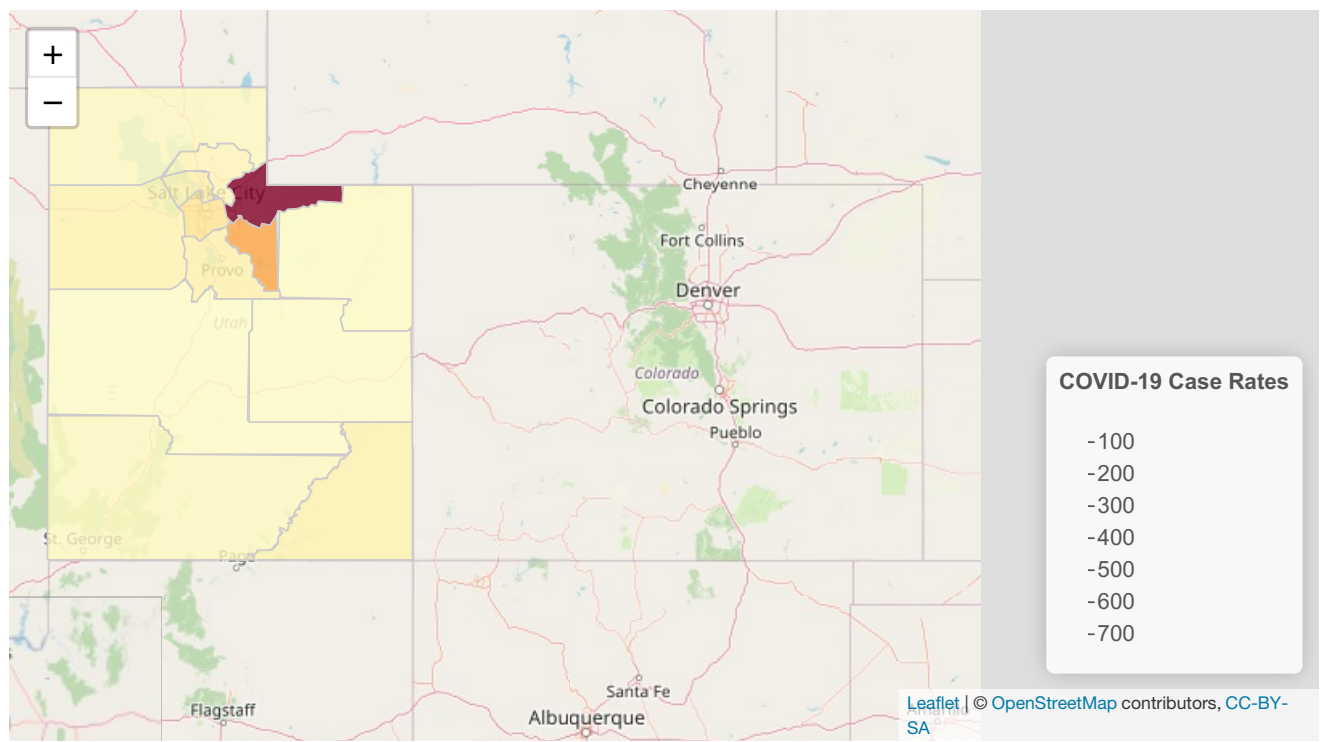 +
−
Salt Lake City
Cheyenne
Fort Collins
Provo
Denver
Utah
Colorado
COVID-19 Case Rates
Colorado Springs
Pueblo
-100
-200
-300
-400
-500
-600
-700
St. George
Page
Santa Fe
Flagstaff
Albuquerque
Leaflet | © OpenStreetMap contributors, CC-BY-
SA